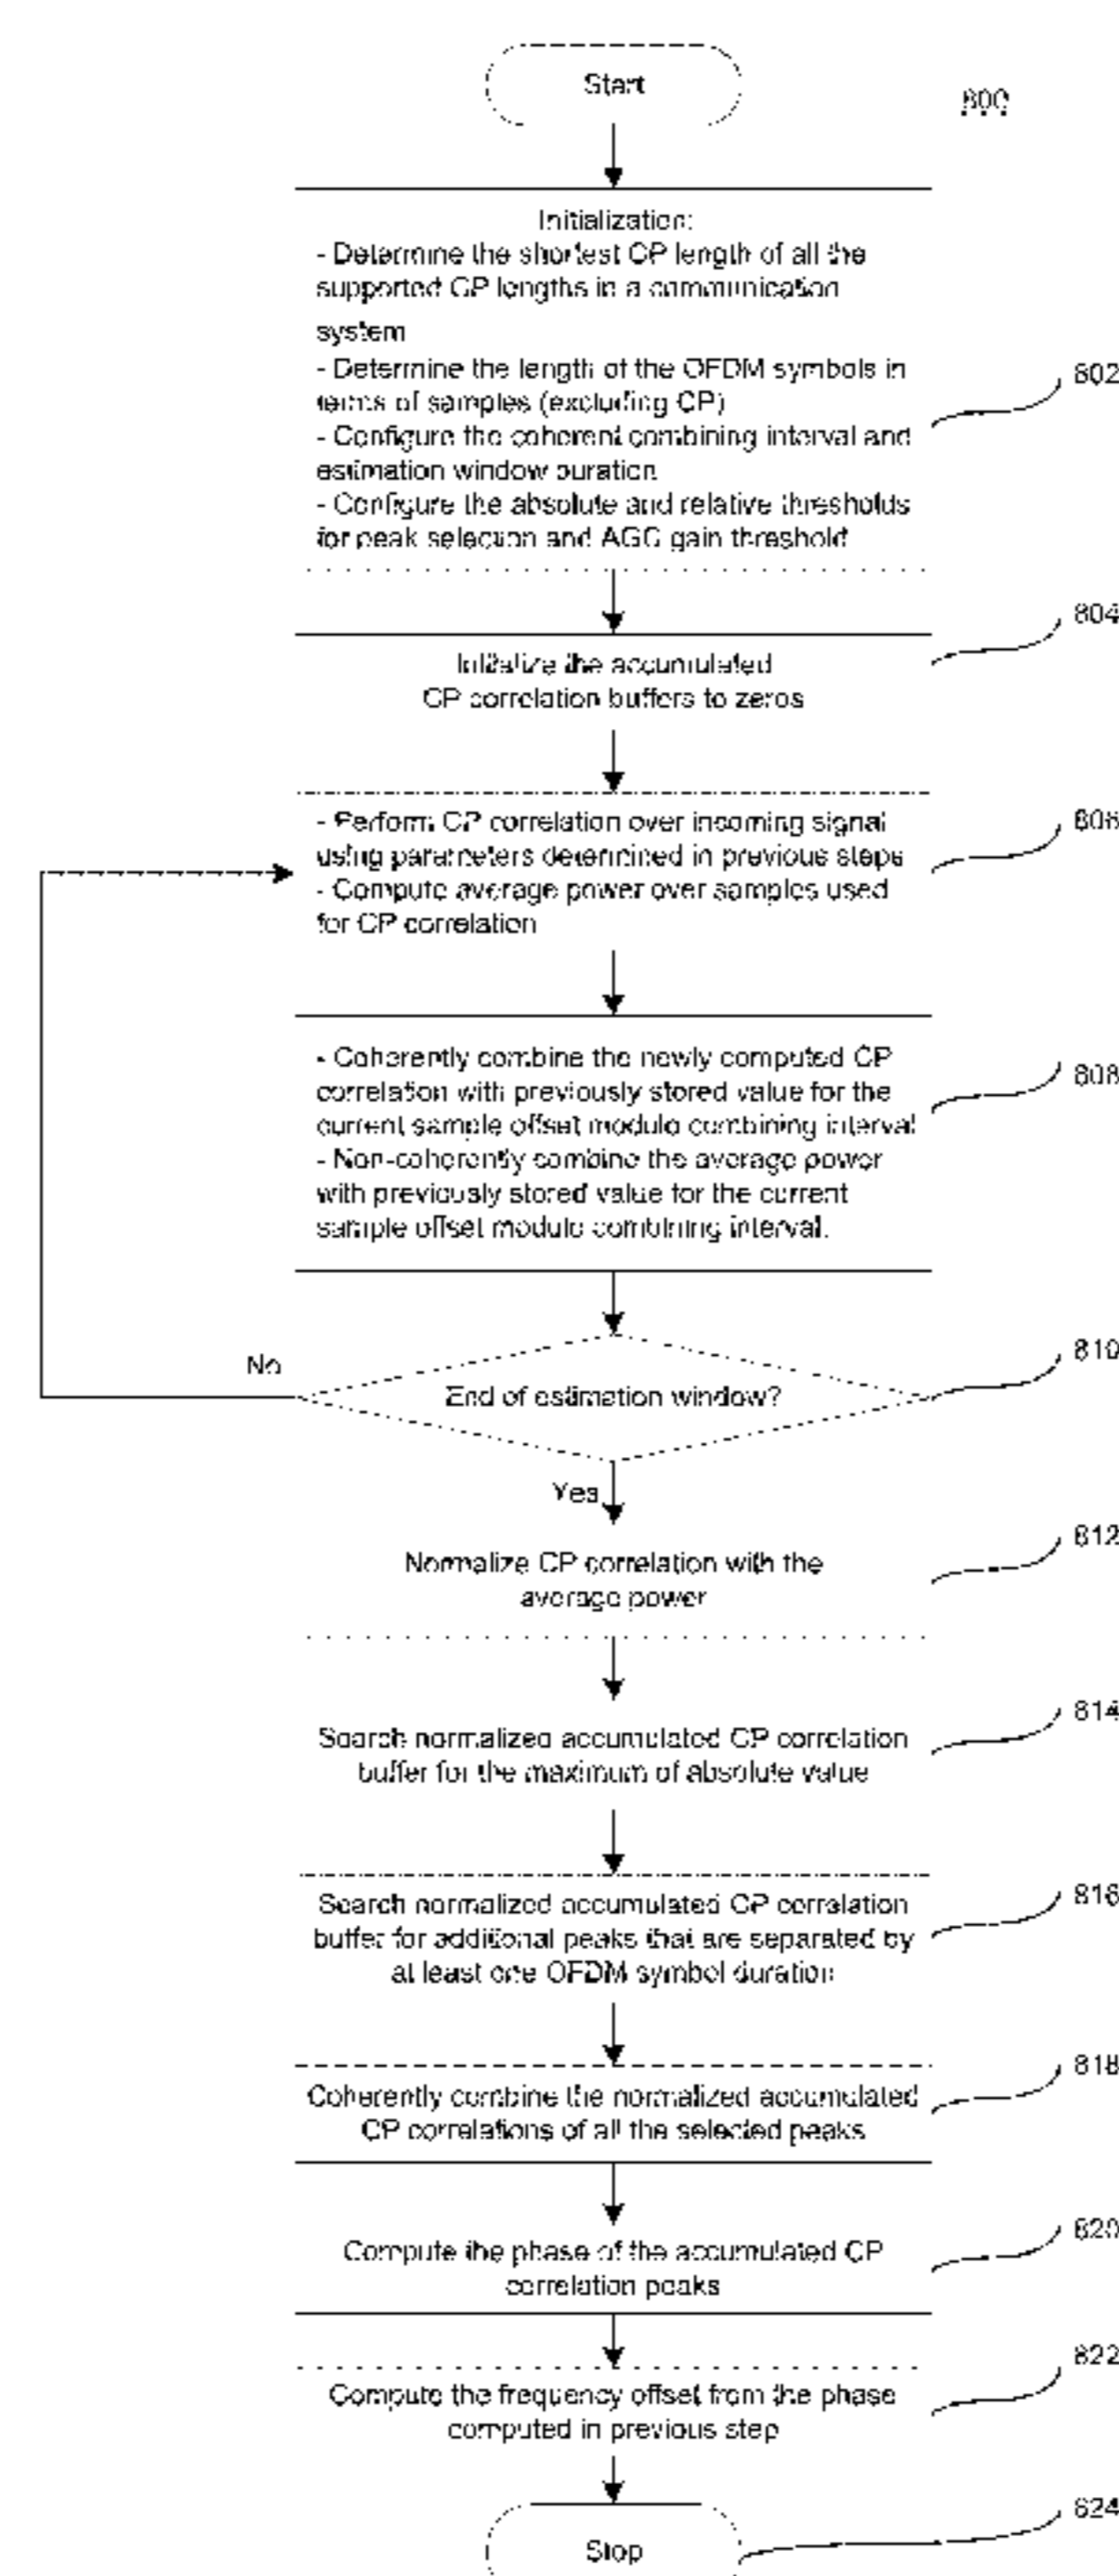 Start
800
Initialization:
- Determine the shortest CP length of all the
supported CP lengths in a communication
system
- Determine the length of the OFDM symbols in
terms of samples (excluding CP)
- Configure the coherent combining interval and
estimation window duration
- Configure the absolute and relative thresholds
for peak selection and AGC gain threshold
802
804
Initialize the accumulated
CP correlation buffers to zeros
- Perform CP correlation over incoming signal
using parameters determined in previous steps
- Compute average power over samples used
for CP correlation
806
- Coherently combine the newly computed CP
correlation with previously stored value for the
current sample offset modulo combining interval
- Non-coherently combine the average power
with previously stored value for the current
sample offset modulo combining interval.
808
No
End of estimation window?
810
Yes
Normalize CP correlation with the
average power
812
Search normalized accumulated CP correlation
buffer for the maximum of absolute value
814
Search normalized accumulated CP correlation
buffer for additional peaks that are separated by
at least one OFDM symbol duration
816
Coherently combine the normalized accumulated
CP correlations of all the selected peaks
818
Compute the phase of the accumulated CP
correlation peaks
820
Compute the frequency offset from the phase
computed in previous step
822
Stop
824